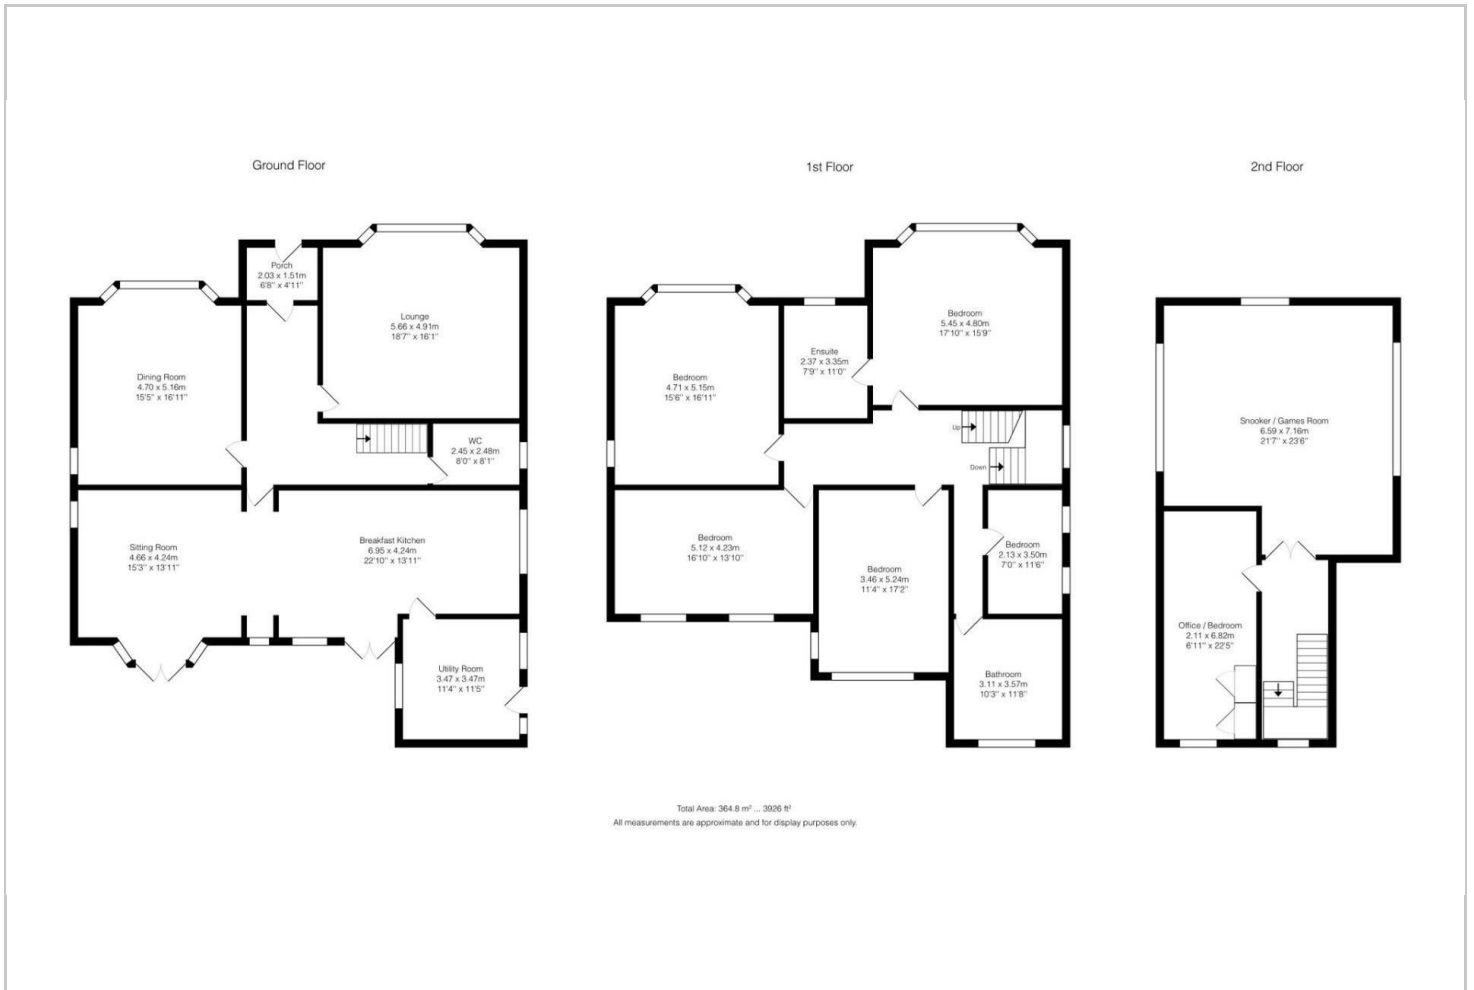 Ground Floor
Porch
2.03 x 1.51m
6'8" x 4'11"
Lounge
5.66 x 4.91m
18'7" x 16'1"
Dining Room
4.70 x 5.16m
15'5" x 16'11"
WC
2.45 x 2.48m
8'0" x 8'1"
Sitting Room
4.66 x 4.24m
15'3" x 13'11"
Breakfast Kitchen
6.95 x 4.24m
22'10" x 13'11"
Utility Room
3.47 x 3.47m
11'4" x 11'5"
1st Floor
Bedroom
5.45 x 4.80m
17'10" x 15'9"
Ensuite
2.37 x 3.35m
7'9" x 11'0"
Bedroom
4.71 x 5.15m
15'6" x 16'11"
Up
Down
Bedroom
5.12 x 4.23m
16'10" x 13'10"
Bedroom
3.46 x 5.24m
11'4" x 17'2"
Bedroom
2.13 x 3.50m
7'0" x 11'6"
Bathroom
3.11 x 3.57m
10'3" x 11'8"
2nd Floor
Snooker / Games Room
6.59 x 7.16m
21'7" x 23'6"
Office / Bedroom
2.11 x 6.82m
6'11" x 22'5"
Total Area: 364.8 m² ... 3926 ft²
All measurements are approximate and for display purposes only.